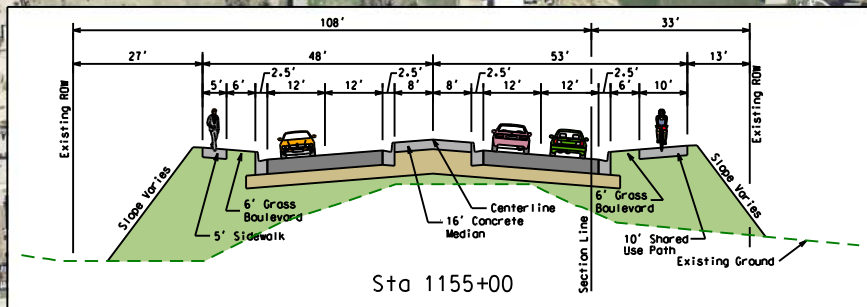 108' 33'
27' 48' 53' 13'
5' 6' 2.5' 12' 12' 2.5' 8' 8' 2.5' 12' 12' 2.5' 6' 10'
Existing ROW
Existing ROW
Slope Varies
Slope Varies
6' Grass
Boulevard
5' Sidewalk
Centerline
16' Concrete
Median
Section Line
6' Grass
Boulevard
10' Shared
Use Path
Existing Ground
Sta 1155+00